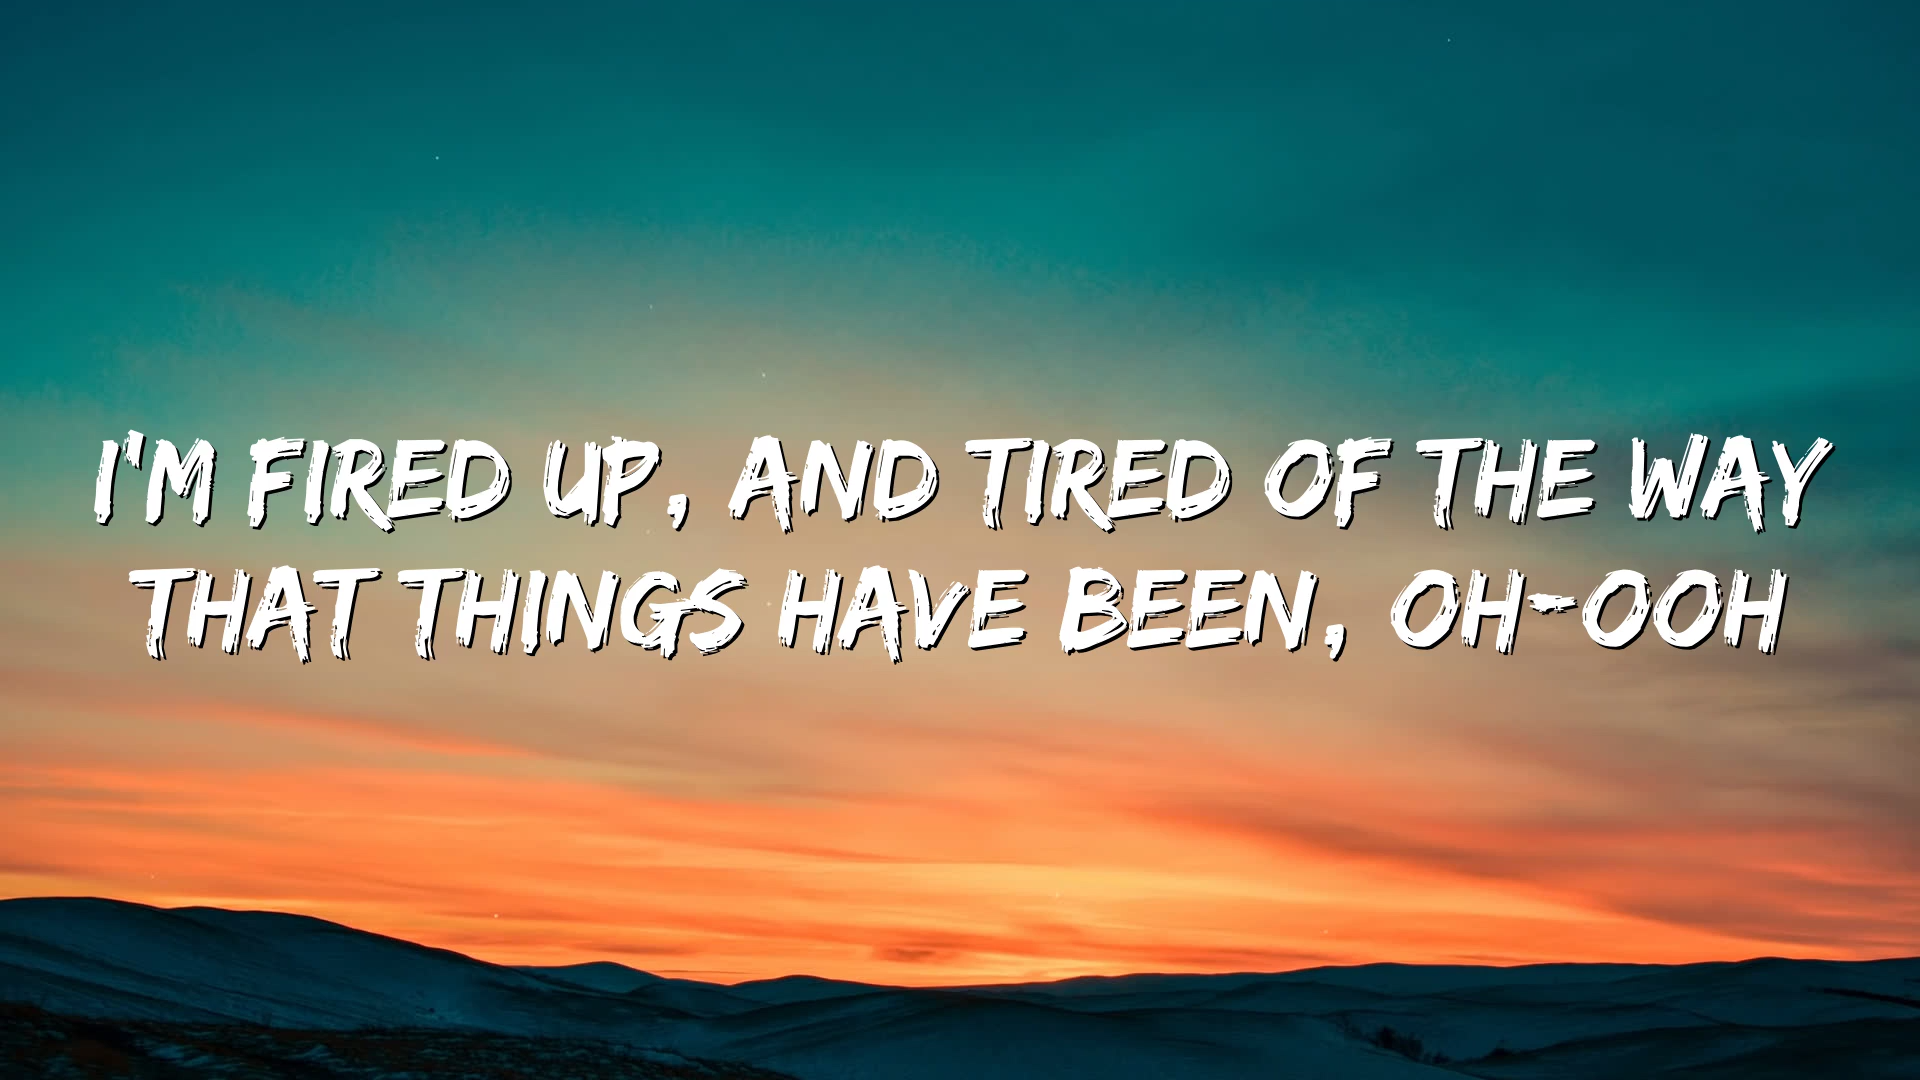 I'M FIRED UP, AND TIRED OF THE WAY
THAT THINGS HAVE BEEN, OH-OOH